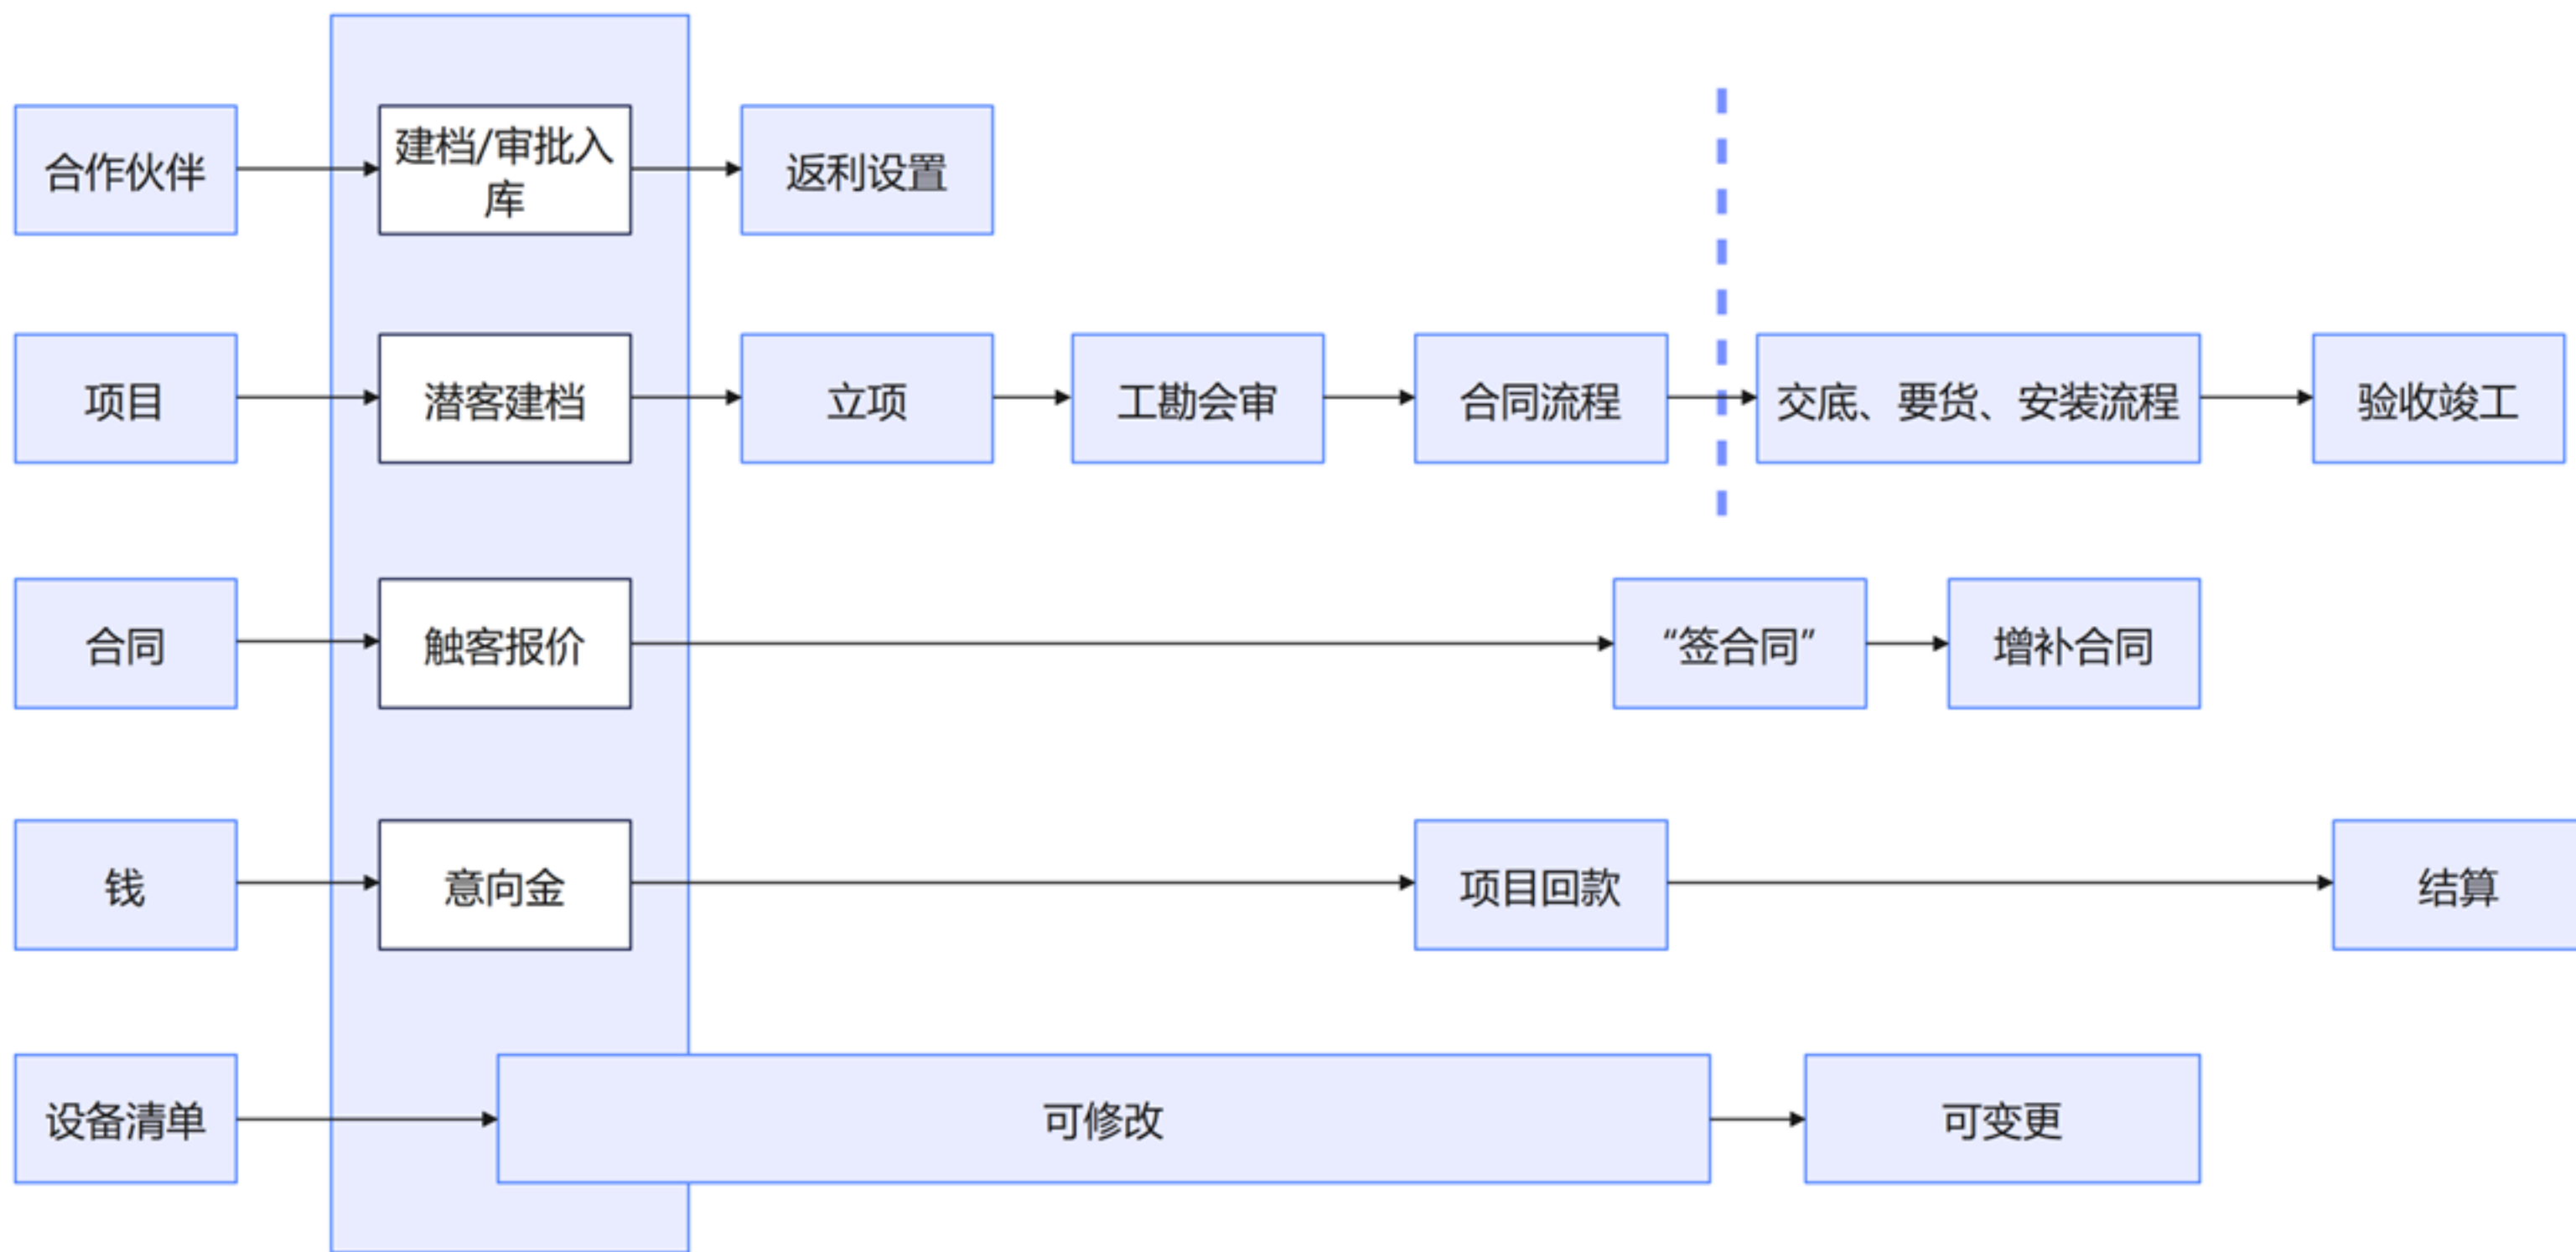 合作伙伴
建档/审批入
库
返利设置
项目
潜客建档
立项
工勘会审
合同流程
交底、要货、安装流程
验收竣工
合同
触客报价
“签合同”
增补合同
钱
意向金
项目回款
结算
设备清单
可修改
可变更